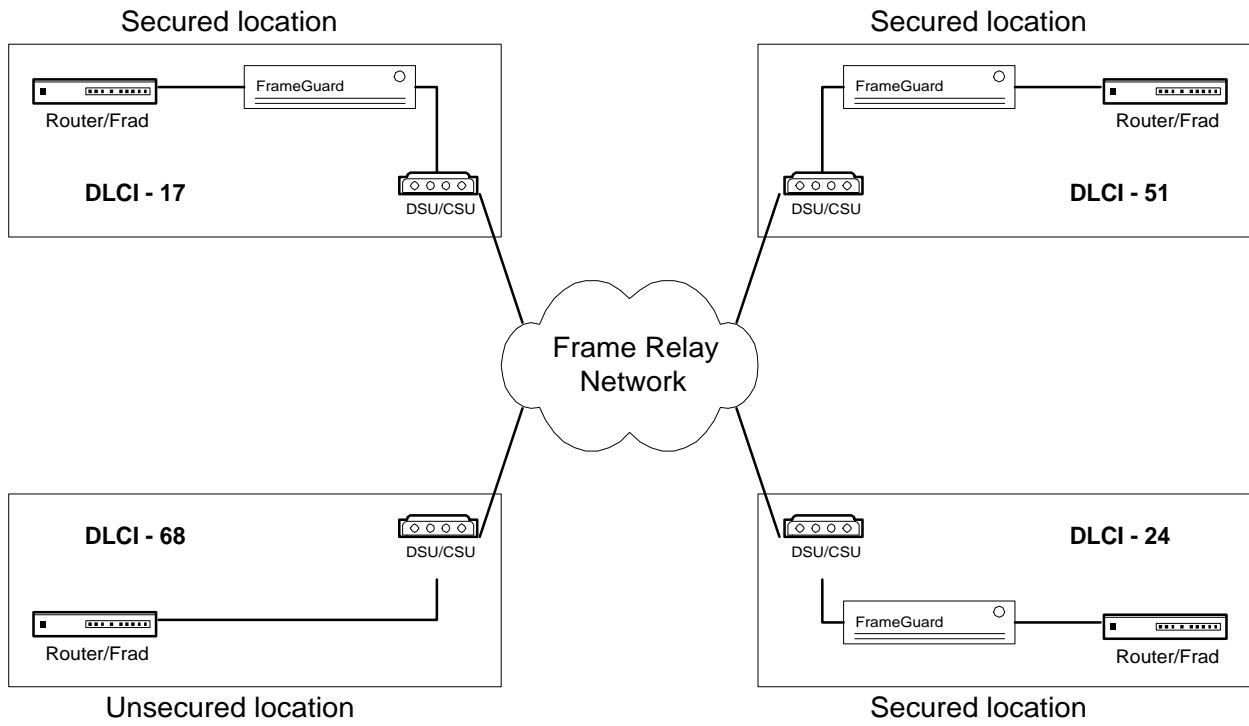 Secured location
FrameGuard
Router/Frad
DLCI - 17
DSU/CSU
Secured location
FrameGuard
Router/Frad
DLCI - 51
DSU/CSU
Frame Relay
Network
DLCI - 68
DSU/CSU
Router/Frad
Unsecured location
DLCI - 24
DSU/CSU
FrameGuard
Router/Frad
Secured location